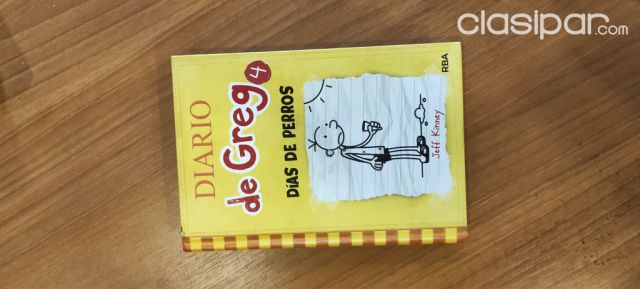 clasipar.com
DIARIO
de Greg 4
DÍAS DE PERROS
Jeff Kinney
RBA